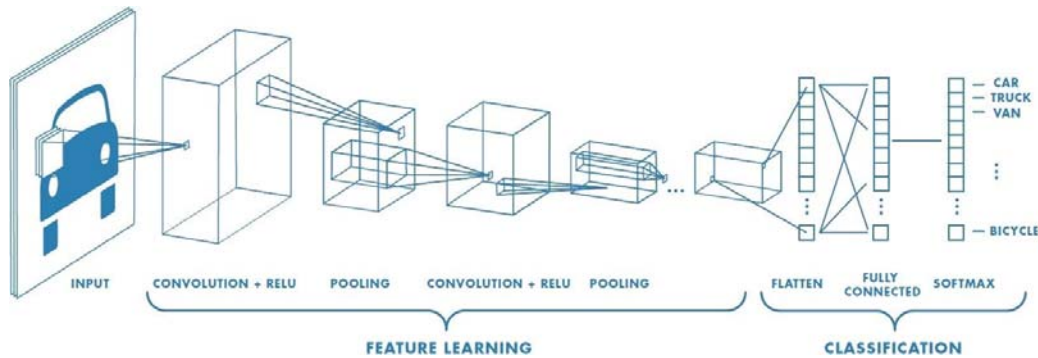 CAR
TRUCK
VAN
BICYCLE
INPUT
CONVOLUTION + RELU
POOLING
CONVOLUTION + RELU
POOLING
FLATTEN
FULLY
CONNECTED
SOFTMAX
FEATURE LEARNING
CLASSIFICATION